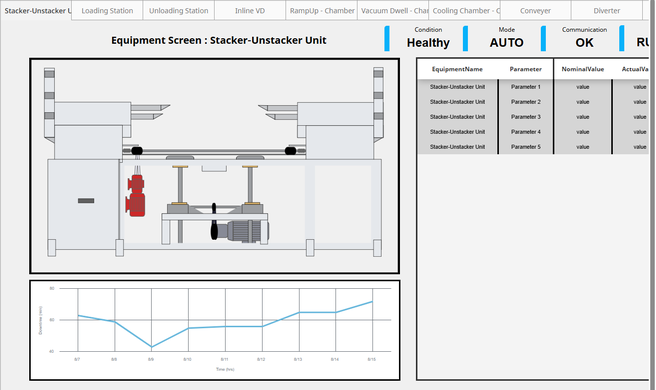 Stacker-Unstacker U
Loading Station
Unloading Station
Inline VD
RampUp - Chamber
Vacuum Dwell - Char
Cooling Chamber - C
Conveyer
Diverter
Equipment Screen : Stacker-Unstacker Unit
Condition
Healthy
Mode
AUTO
Communication
OK
RU
EquipmentName Parameter NominalValue ActualVa
Stacker-Unstacker Unit Parameter 1 value value
Stacker-Unstacker Unit Parameter 2 value value
Stacker-Unstacker Unit Parameter 3 value value
Stacker-Unstacker Unit Parameter 4 value value
Stacker-Unstacker Unit Parameter 5 value value
80
60
40
8/7 8/8 8/9 8/10 8/11 8/12 8/13 8/14 8/15
Time (hrs)